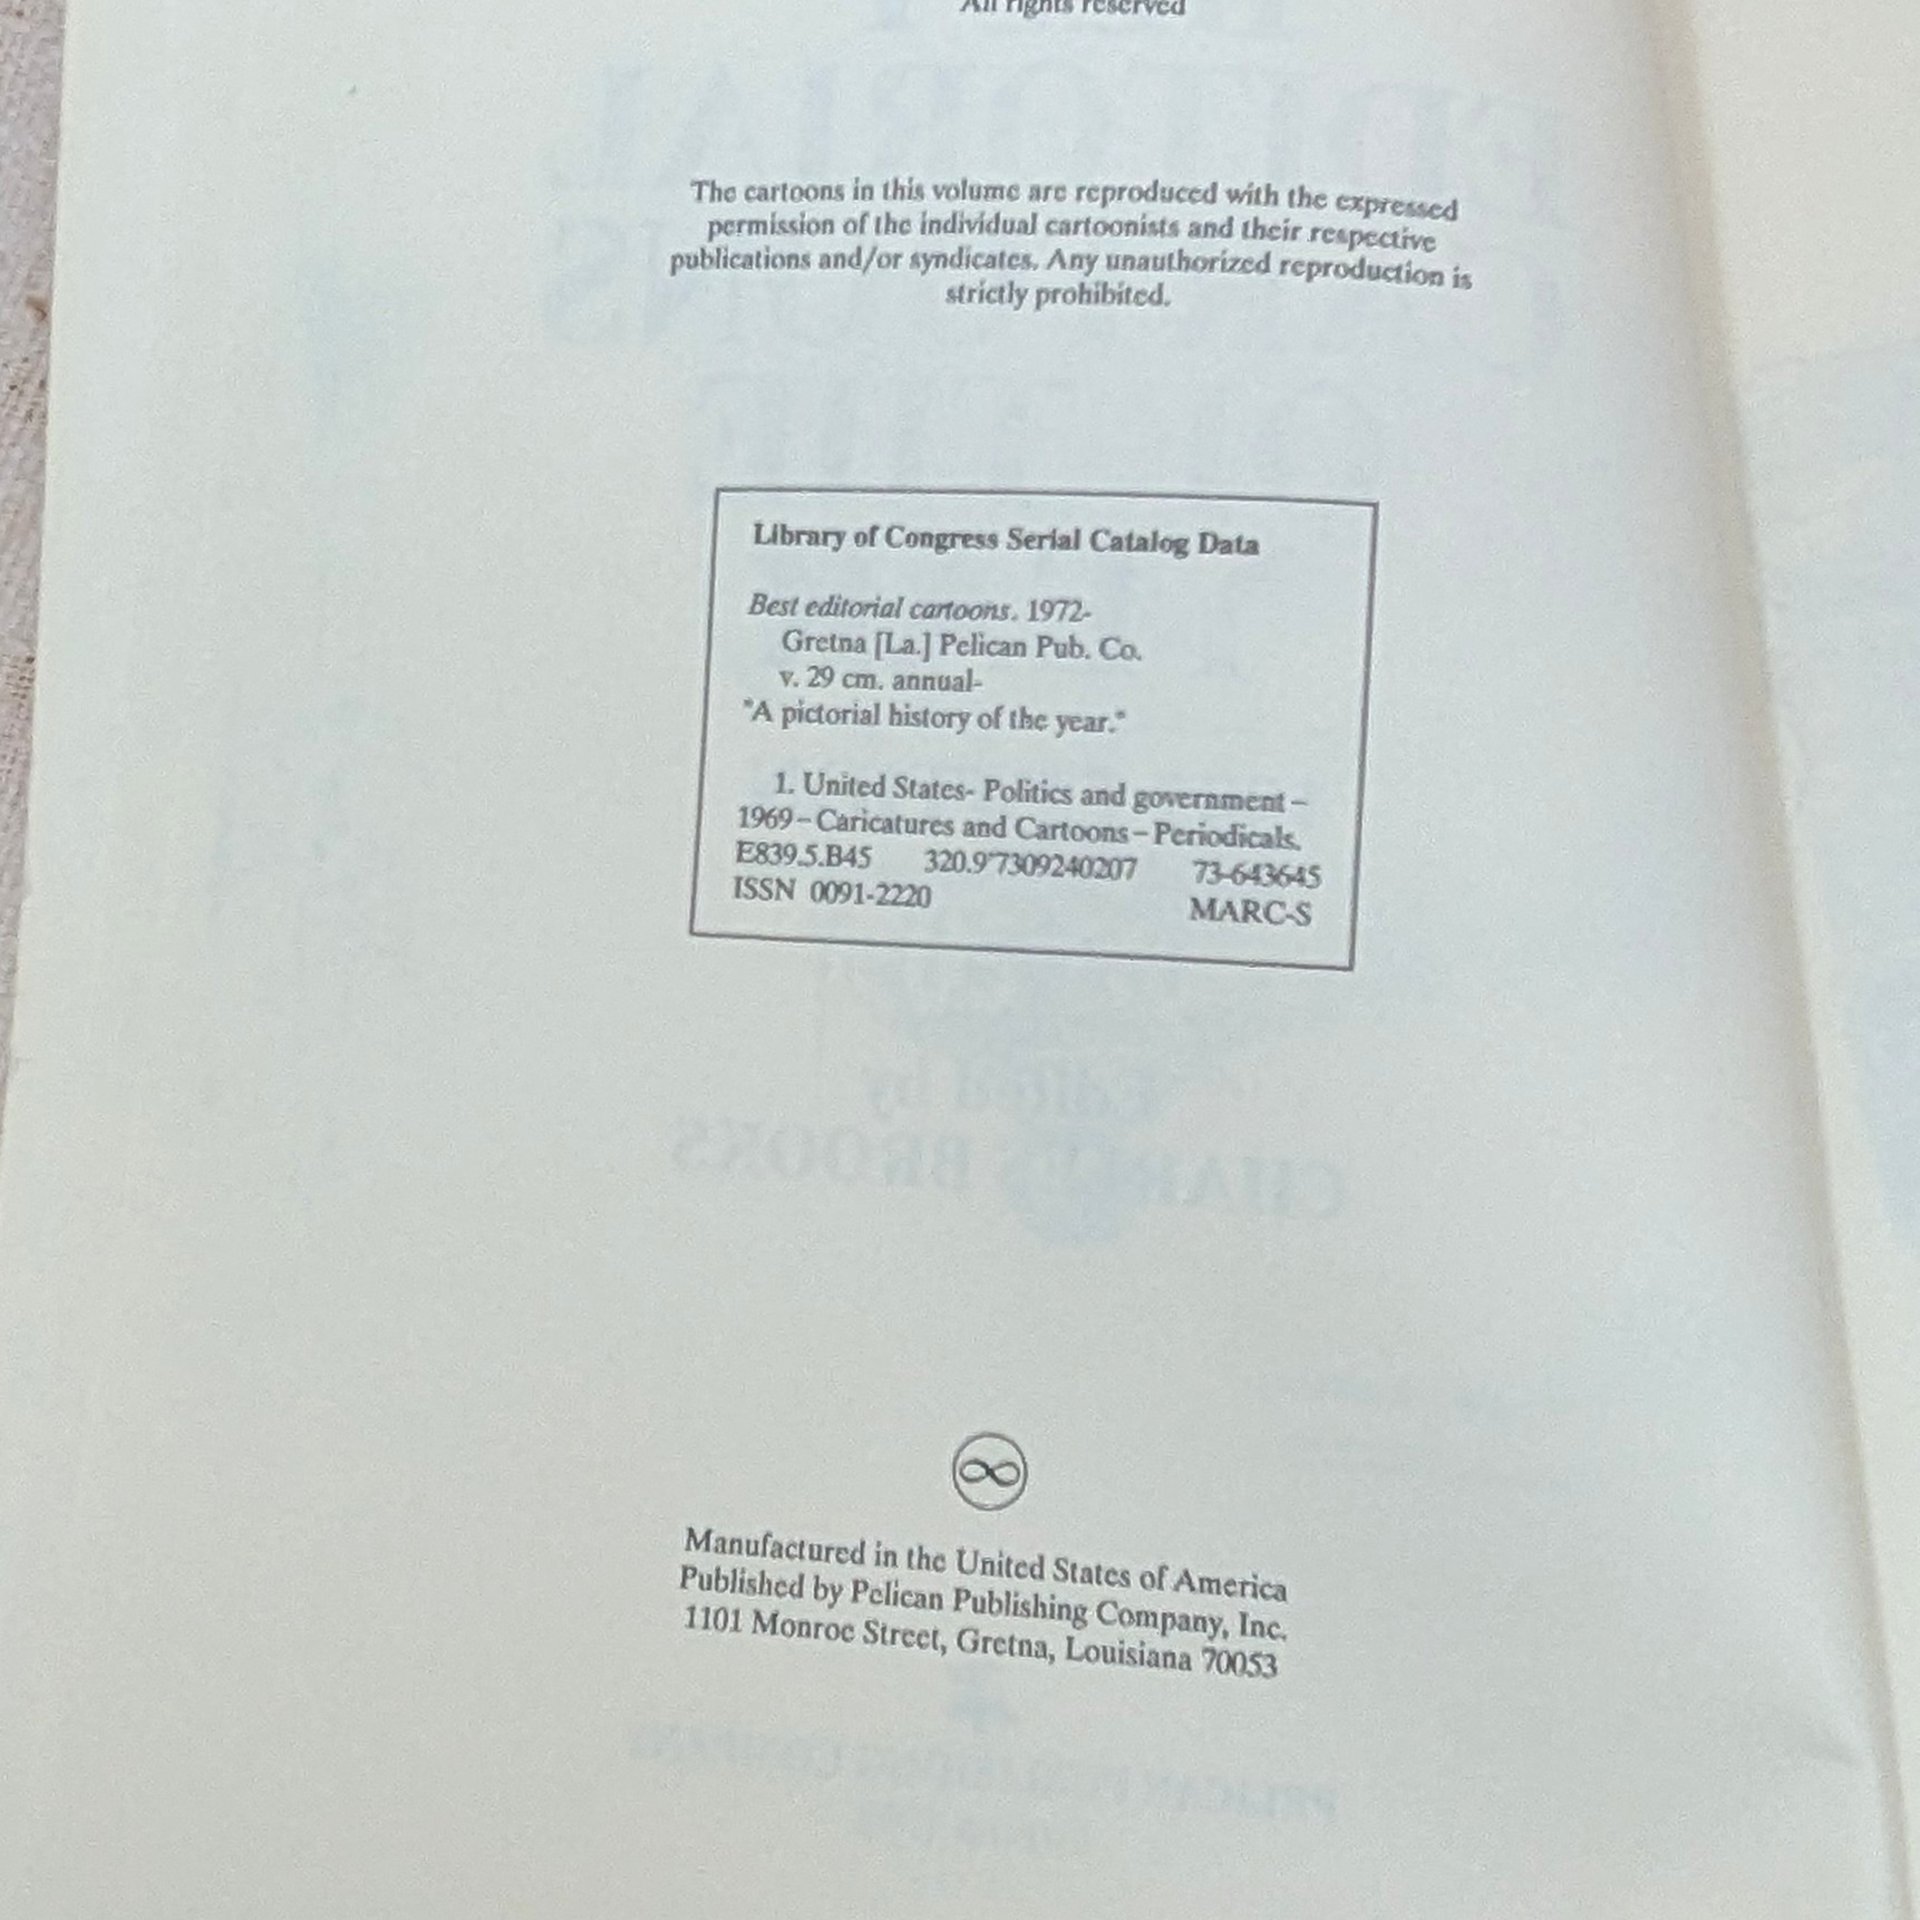 All rights reserved
The cartoons in this volume are reproduced with the expressed
permission of the individual cartoonists and their respective
publications and/or syndicates. Any unauthorized reproduction is
strictly prohibited.
Library of Congress Serial Catalog Data
Best editorial cartoons. 1972-
Gretna [La.] Pelican Pub. Co.
v. 29 cm. annual-
"A pictorial history of the year."
1. United States- Politics and government –
1969 – Caricatures and Cartoons – Periodicals.
E839.5.B45 320.9'7309240207 73-643645
ISSN 0091-2220 MARC-S
Manufactured in the United States of America
Published by Pelican Publishing Company, Inc.
1101 Monroe Street, Gretna, Louisiana 70053